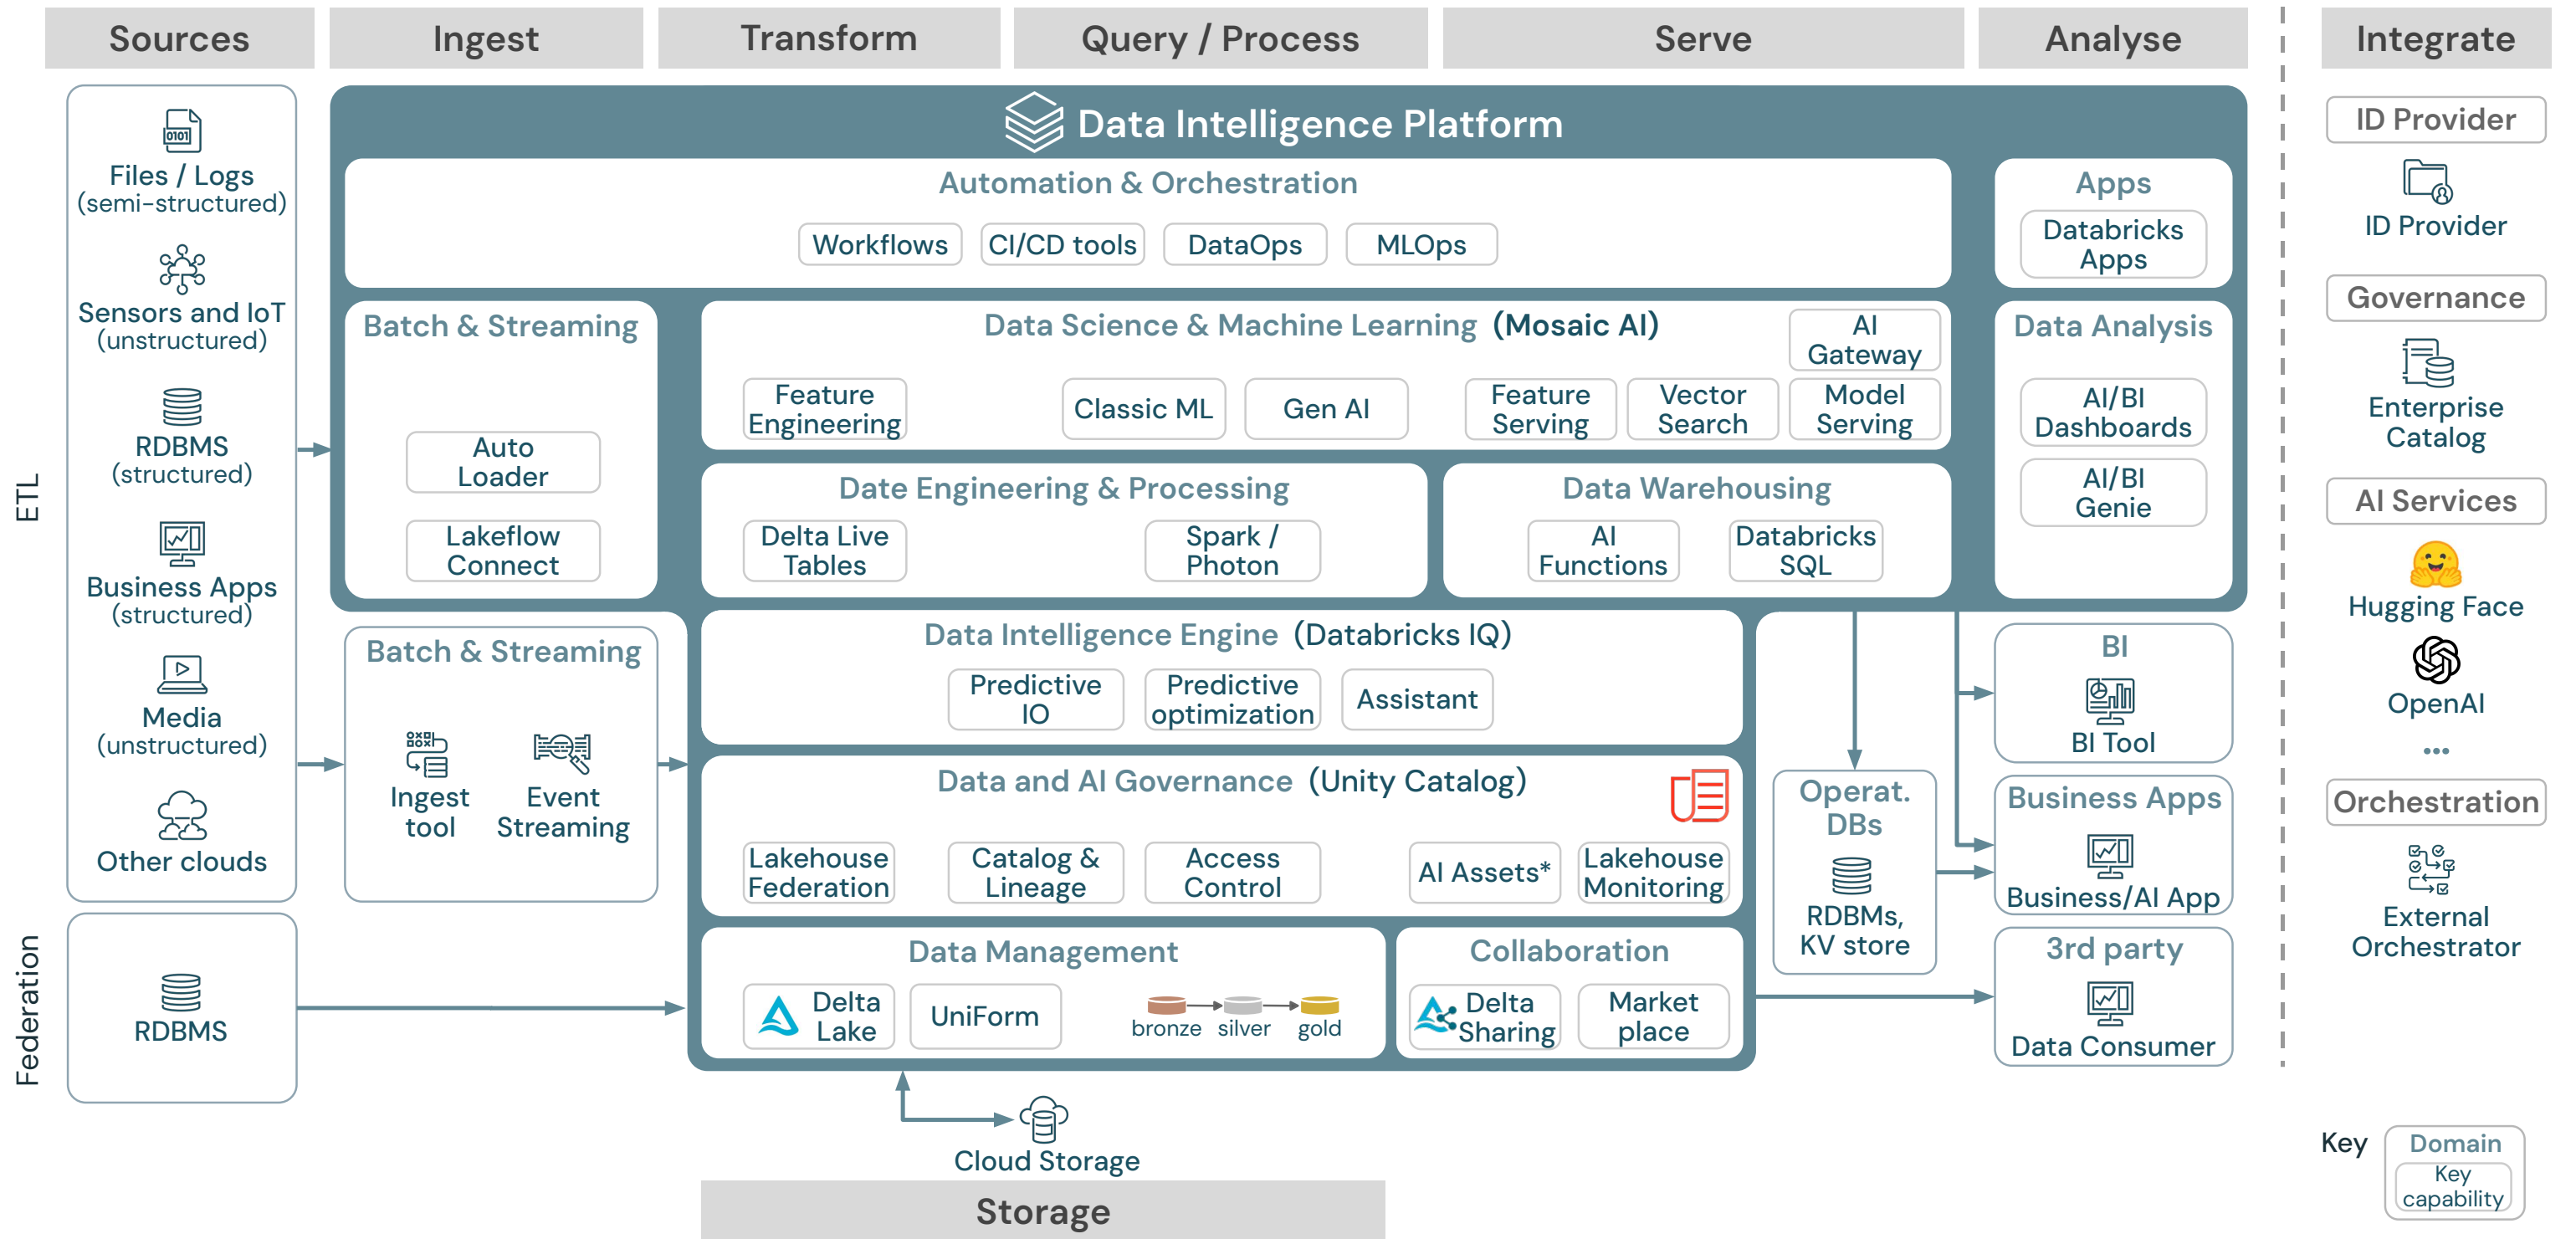 Sources
Ingest
Transform
Query / Process
Serve
Analyse
Integrate
ETL
Federation
0101
Files / Logs
(semi-structured)
Sensors and IoT
(unstructured)
RDBMS
(structured)
Business Apps
(structured)
Media
(unstructured)
Other clouds
RDBMS
Data Intelligence Platform
Automation & Orchestration
Workflows
CI/CD tools
DataOps
MLOps
Apps
Databricks
Apps
Batch & Streaming
Auto
Loader
Lakeflow
Connect
Data Science & Machine Learning (Mosaic AI)
AI
Gateway
Feature
Engineering
Classic ML
Gen AI
Feature
Serving
Vector
Search
Model
Serving
Data Analysis
AI/BI
Dashboards
AI/BI
Genie
Date Engineering & Processing
Delta Live
Tables
Spark /
Photon
Data Warehousing
AI
Functions
Databricks
SQL
Batch & Streaming
Ingest
tool
Event
Streaming
Data Intelligence Engine (Databricks IQ)
Predictive
IO
Predictive
optimization
Assistant
Data and AI Governance (Unity Catalog)
Lakehouse
Federation
Catalog &
Lineage
Access
Control
AI Assets*
Lakehouse
Monitoring
Data Management
Delta
Lake
UniForm
bronze
silver
gold
Collaboration
Delta
Sharing
Market
place
Operat.
DBs
RDBMs,
KV store
BI
BI Tool
Business Apps
Business/AI App
3rd party
Data Consumer
Cloud Storage
Storage
ID Provider
ID Provider
Governance
Enterprise
Catalog
AI Services
Hugging Face
OpenAI
...
Orchestration
External
Orchestrator
Key
Domain
Key
capability